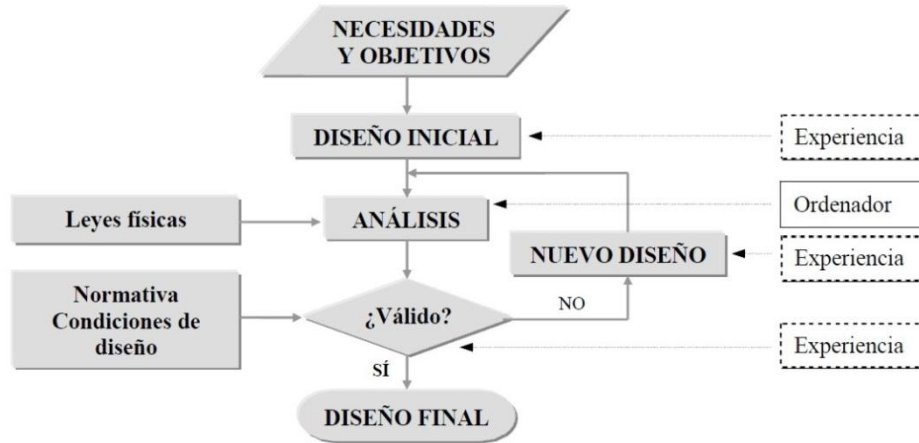 NECESIDADES
Y OBJETIVOS
DISEÑO INICIAL
Experiencia
Leyes físicas
ANÁLISIS
Ordenador
NUEVO DISEÑO
Experiencia
Normativa
Condiciones de
diseño
¿Válido?
NO
Experiencia
SÍ
DISEÑO FINAL